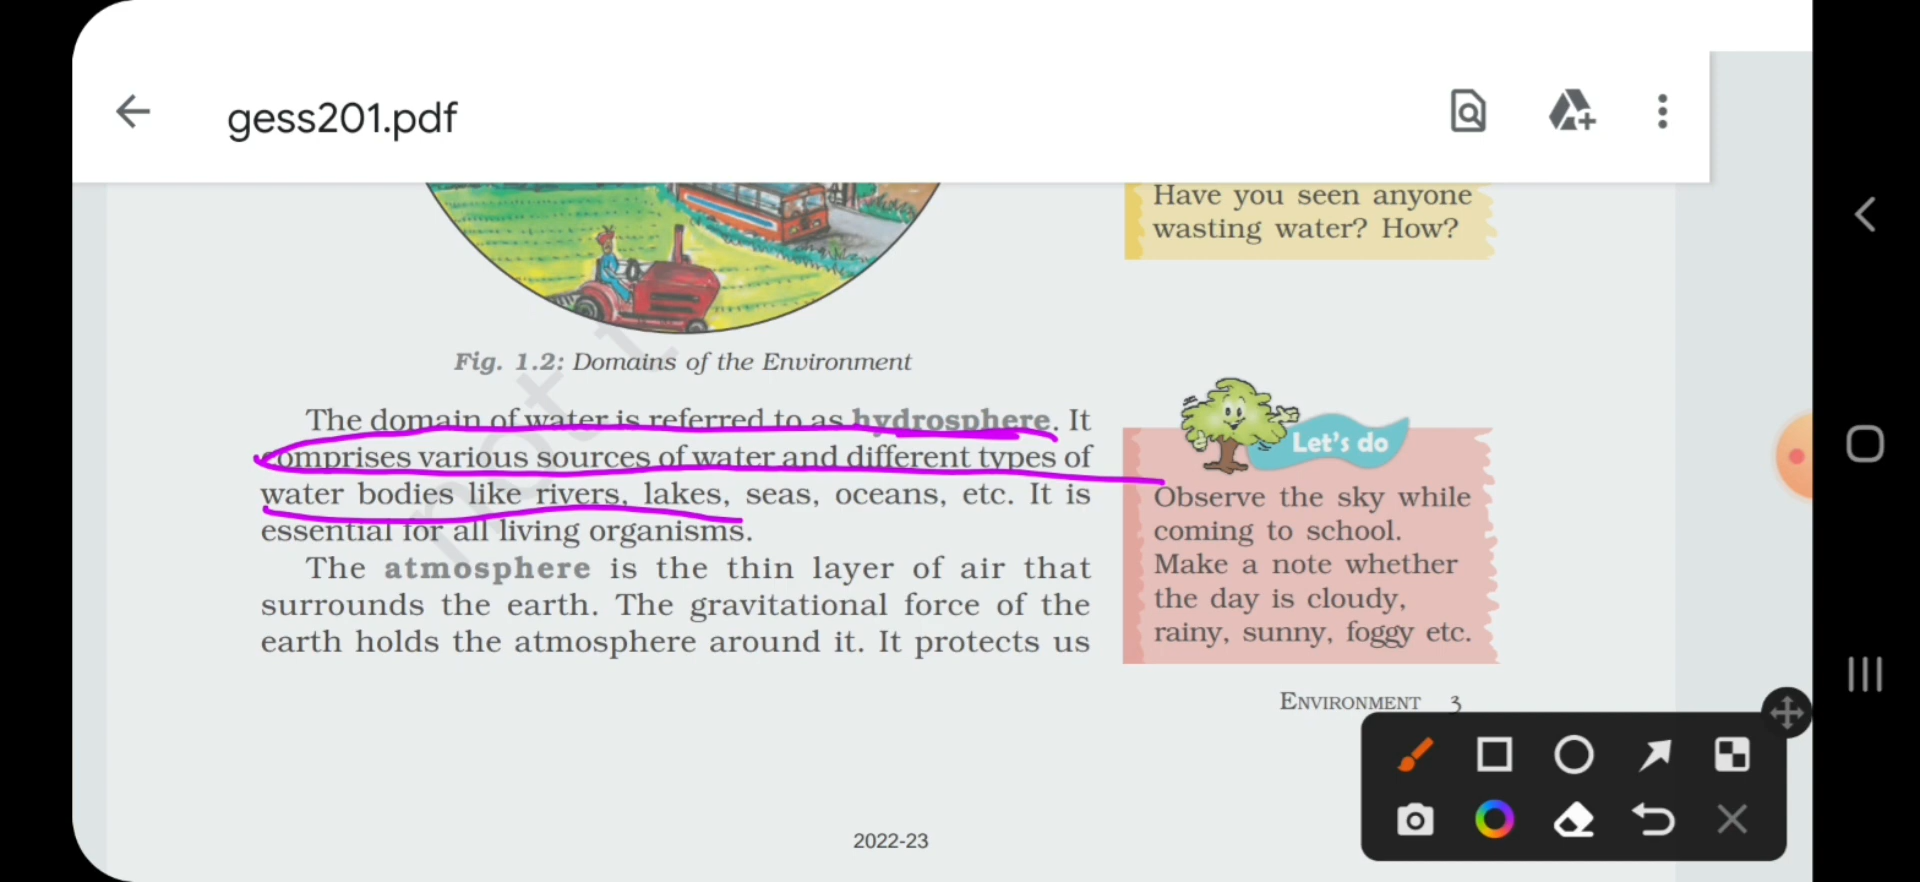 gess201.pdf
Have you seen anyone
wasting water? How?
Fig. 1.2: Domains of the Environment
The domain of water is referred to as hydrosphere. It
comprises various sources of water and different types of
water bodies like rivers, lakes, seas, oceans, etc. It is
essential for all living organisms.
The atmosphere is the thin layer of air that
surrounds the earth. The gravitational force of the
earth holds the atmosphere around it. It protects us
Let's do
Observe the sky while
coming to school.
Make a note whether
the day is cloudy,
rainy, sunny, foggy etc.
ENVIRONMENT 3
2022-23
not t